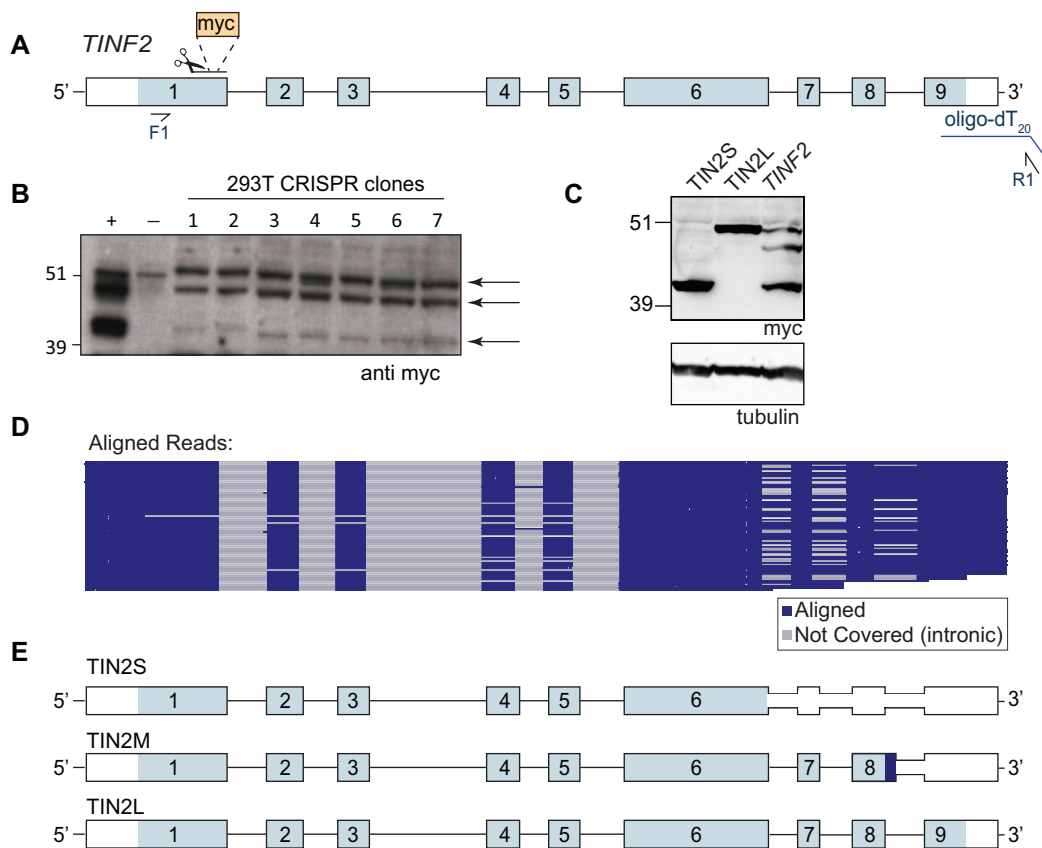 A
TINF2
myc
5' 1 2 3 4 5 6 7 8 9 3'
F1
oligo-dT20
R1
B
293T CRISPR clones
+ – 1 2 3 4 5 6 7
51
39
anti myc
C
TIN2S TIN2L TINF2
51
39
myc
tubulin
D
Aligned Reads:
Aligned
Not Covered (intronic)
E
TIN2S
5' 1 2 3 4 5 6 3'
TIN2M
5' 1 2 3 4 5 6 7 8 3'
TIN2L
5' 1 2 3 4 5 6 7 8 9 3'